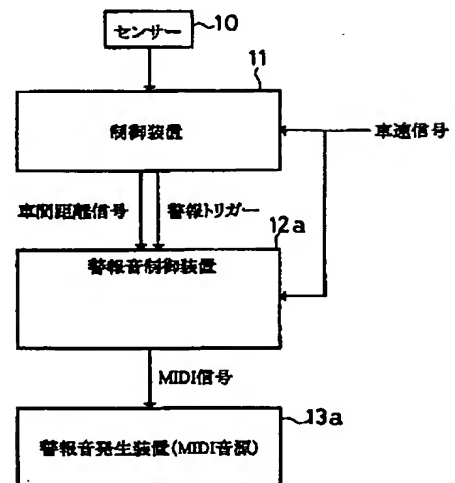 センサー 10
11
制御装置
車速信号
車間距離信号 警報トリガー
12a
警報音制御装置
MIDI信号
13a
警報音発生装置(MIDI音源)